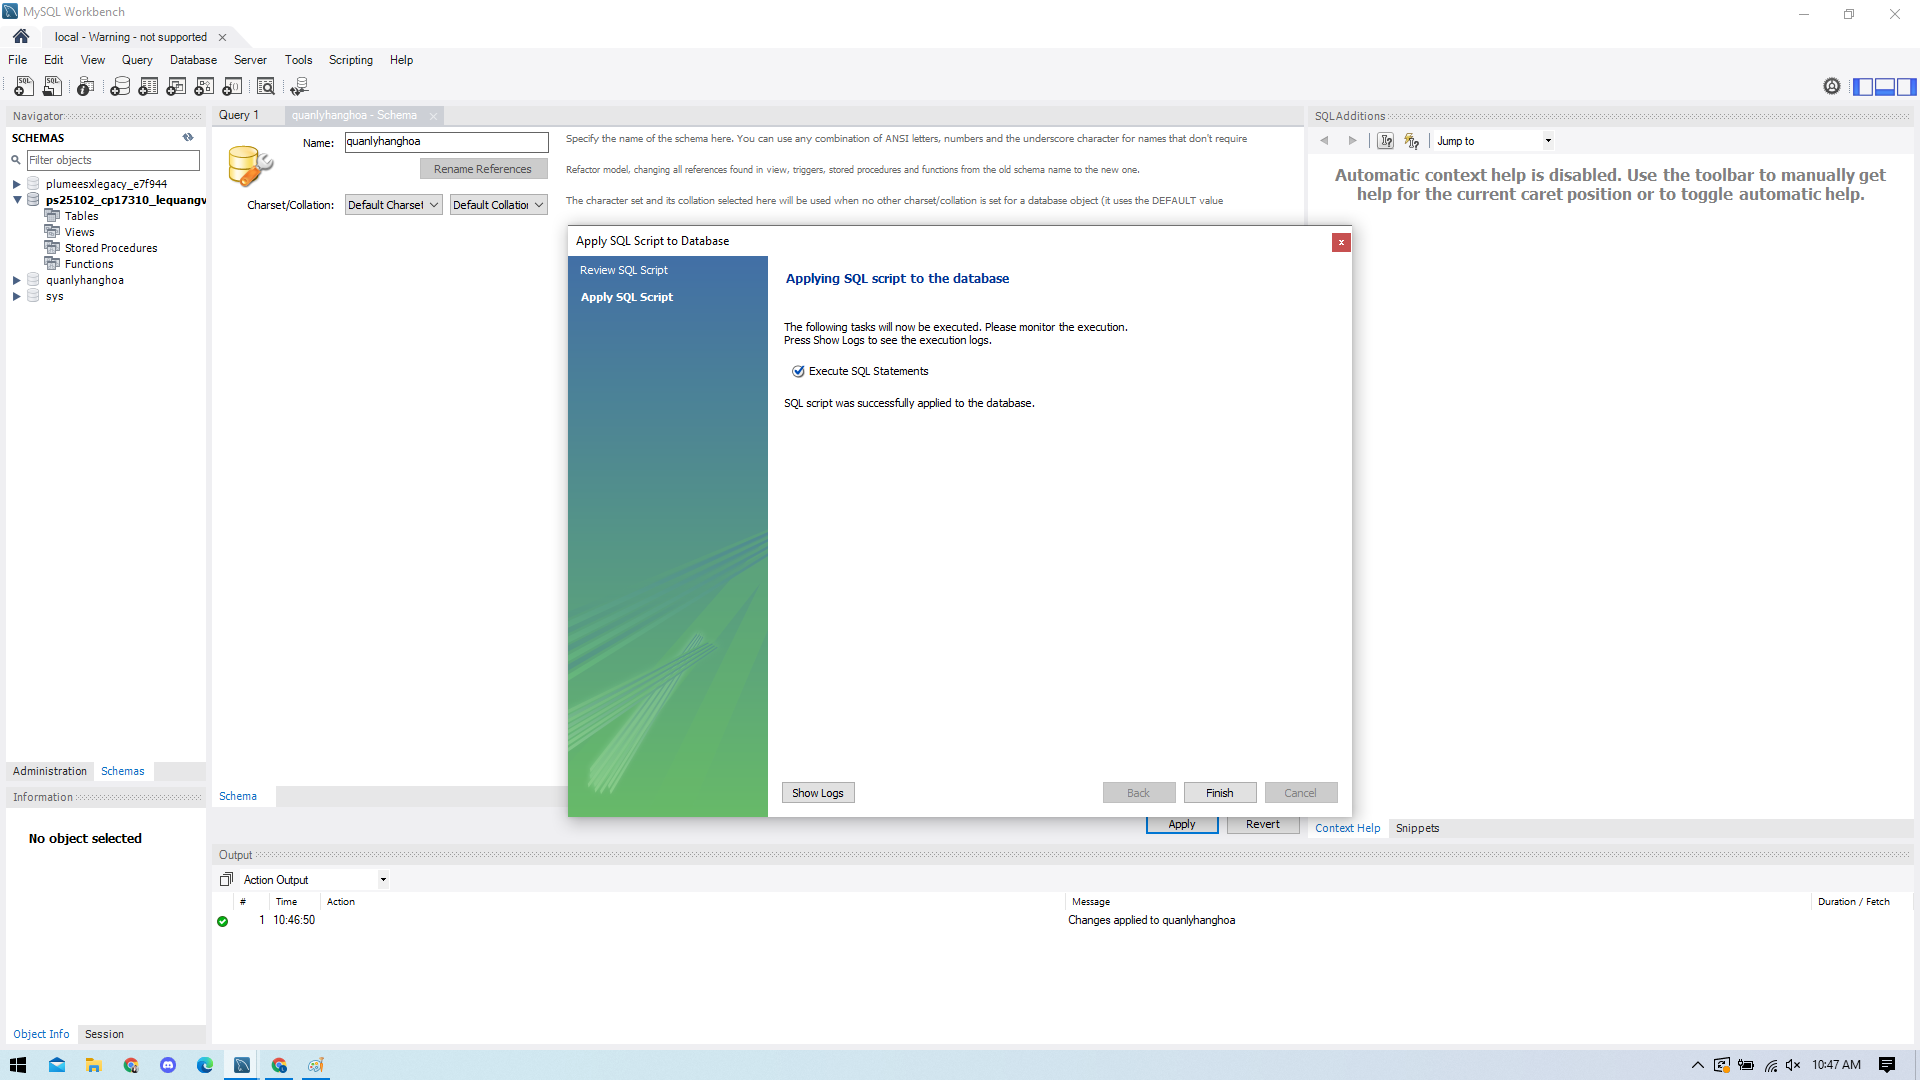 MySQL Workbench
local - Warning - not supported
File Edit View Query Database Server Tools Scripting Help
Navigator
SCHEMAS
Filter objects
plumeesxlegacy_e7f944
ps25102_cp17310_lequangv
Tables
Views
Stored Procedures
Functions
quanlyhanghoa
sys
Administration Schemas
Information
No object selected
Object Info Session
Query 1 quanlyhanghoa - Schema
Name: quanlyhanghoa
Specify the name of the schema here. You can use any combination of ANSI letters, numbers and the underscore character for names that don't require
Rename References
Refactor model, changing all references found in view, triggers, stored procedures and functions from the old schema name to the new one.
Charset/Collation: Default Charset Default Collation
The character set and its collation selected here will be used when no other charset/collation is set for a database object (it uses the DEFAULT value
Schema
Apply Revert
Apply SQL Script to Database
Review SQL Script
Apply SQL Script
Applying SQL script to the database
The following tasks will now be executed. Please monitor the execution.
Press Show Logs to see the execution logs.
Execute SQL Statements
SQL script was successfully applied to the database.
Show Logs Back Finish Cancel
SQLAdditions
Jump to
Automatic context help is disabled. Use the toolbar to manually get
help for the current caret position or to toggle automatic help.
Context Help Snippets
Output
Action Output
# Time Action Message Duration / Fetch
1 10:46:50 Changes applied to quanlyhanghoa
10:47 AM